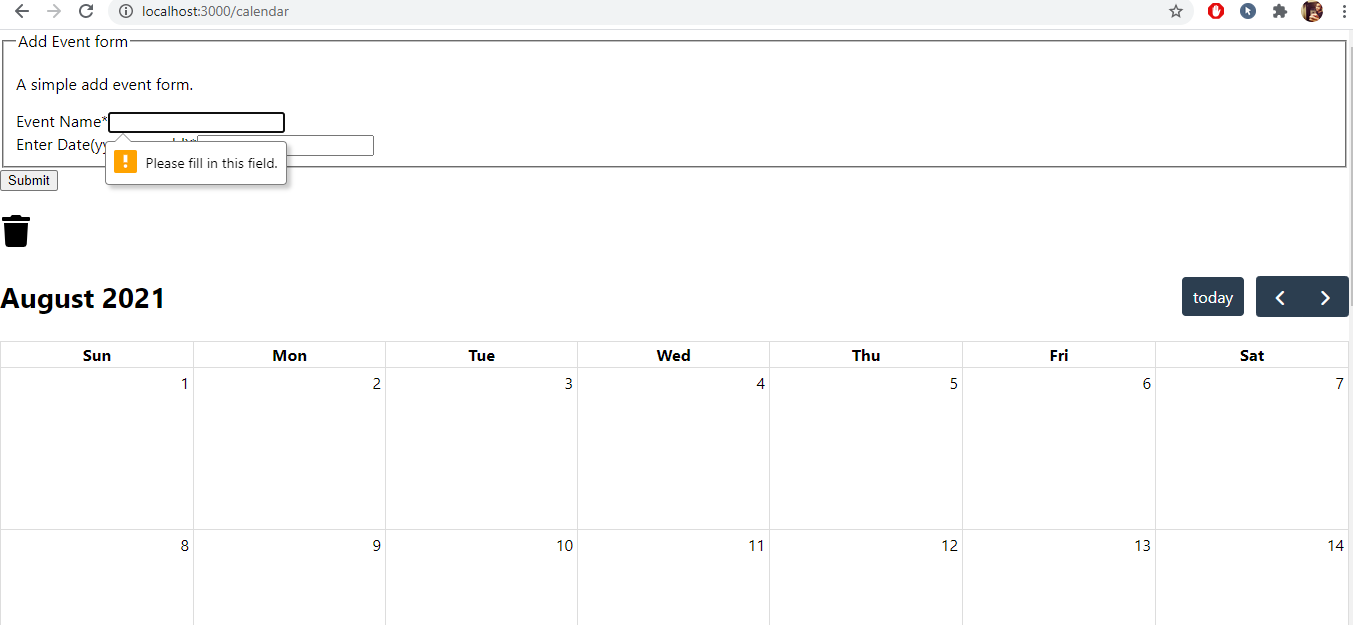 localhost:3000/calendar
Add Event form
A simple add event form.
Event Name*
Enter Date(yy
Please fill in this field.
Submit
August 2021
today
Sun Mon Tue Wed Thu Fri Sat
1 2 3 4 5 6 7
8 9 10 11 12 13 14